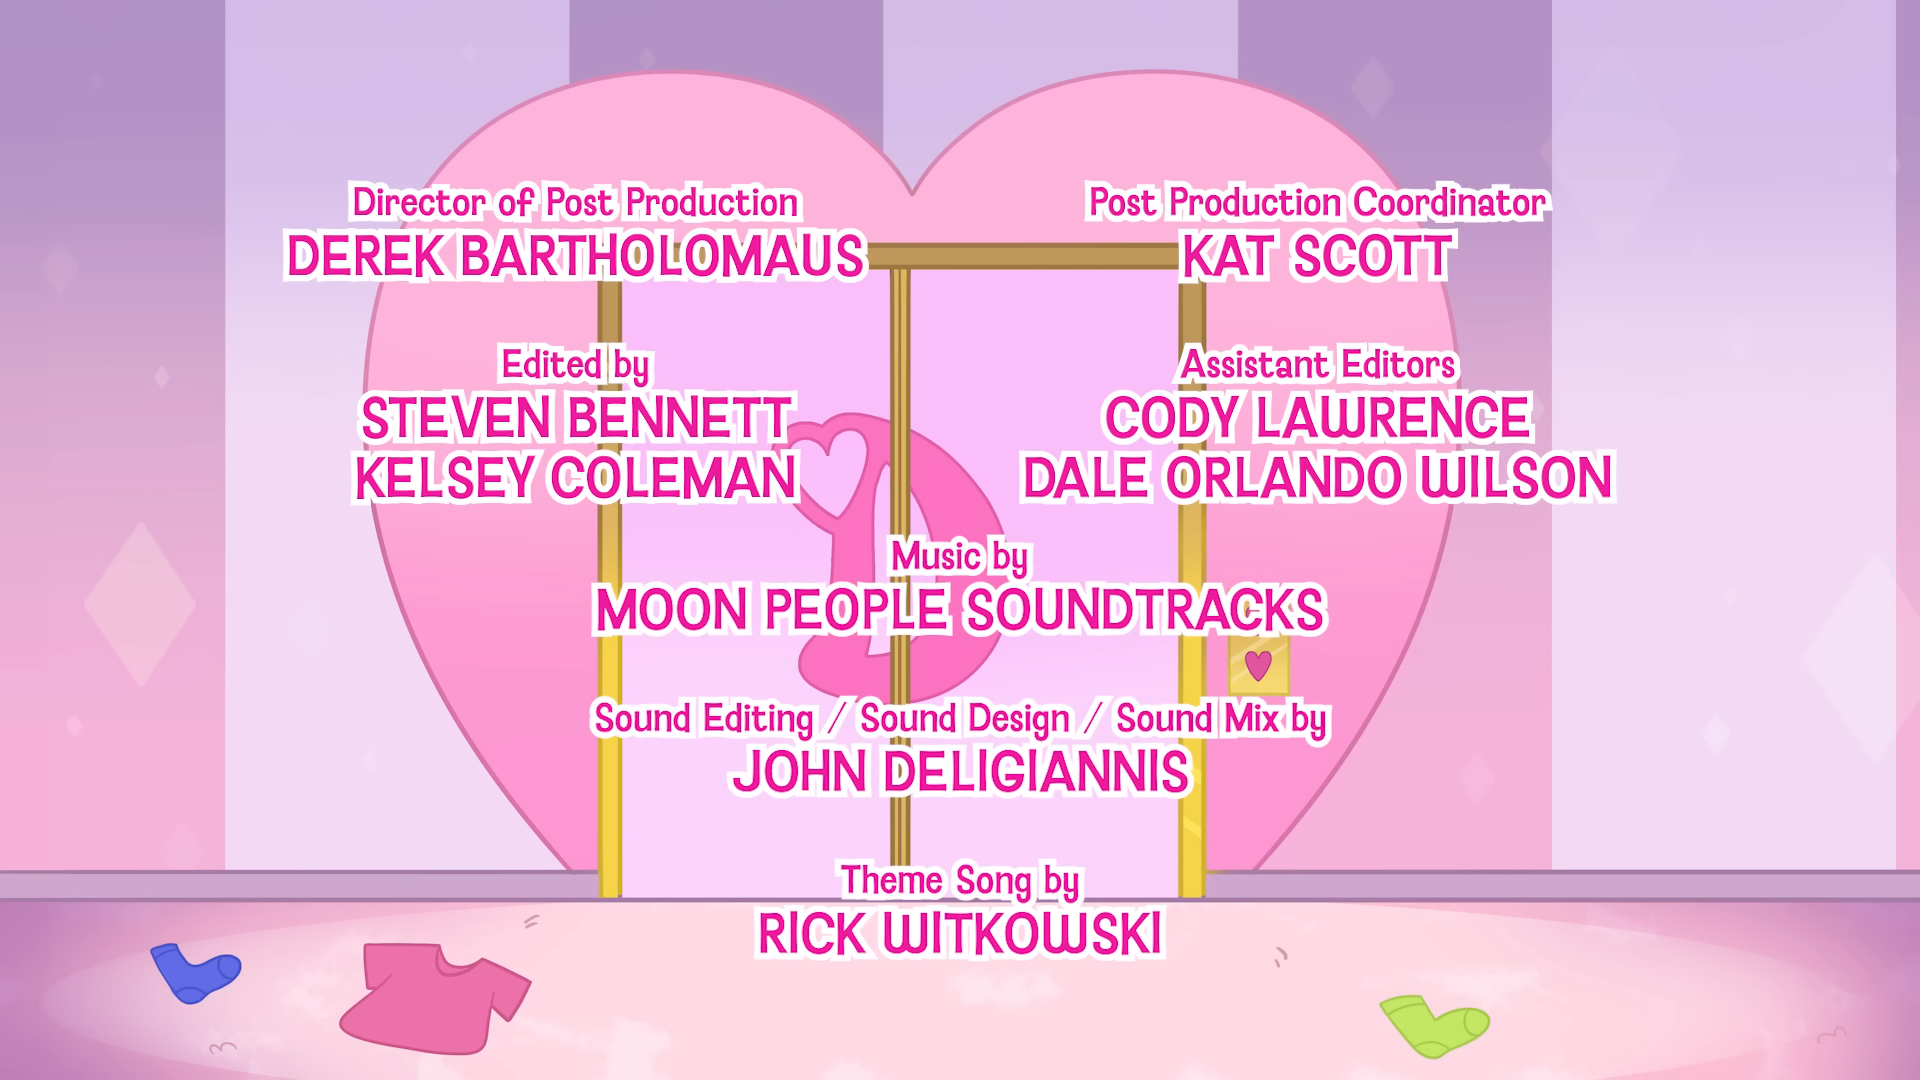 Director of Post Production
DEREK BARTHOLOMAUS
Post Production Coordinator
KAT SCOTT
Edited by
STEVEN BENNETT
KELSEY COLEMAN
Assistant Editors
CODY LAWRENCE
DALE ORLANDO WILSON
Music by
MOON PEOPLE SOUNDTRACKS
Sound Editing / Sound Design / Sound Mix by
JOHN DELIGIANNIS
Theme Song by
RICK WITKOWSKI
D